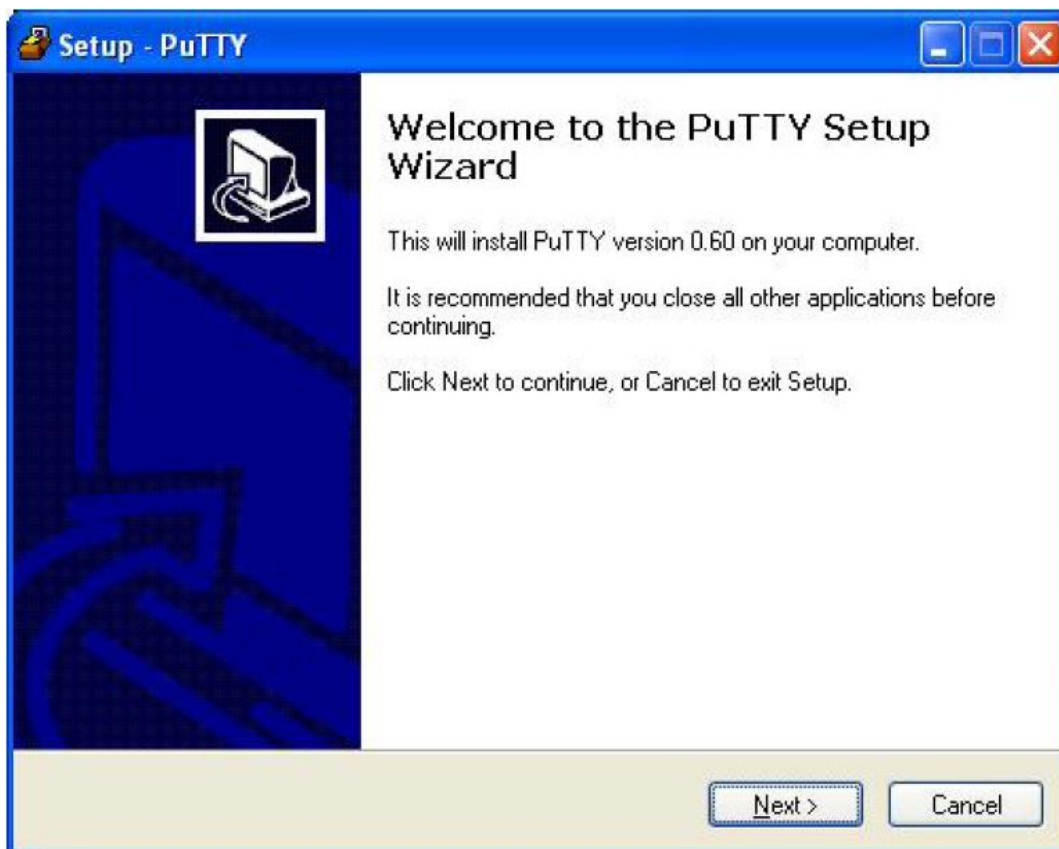 Setup - PuTTY
Welcome to the PuTTY Setup
Wizard
This will install PuTTY version 0.60 on your computer.
It is recommended that you close all other applications before
continuing.
Click Next to continue, or Cancel to exit Setup.
Next >
Cancel